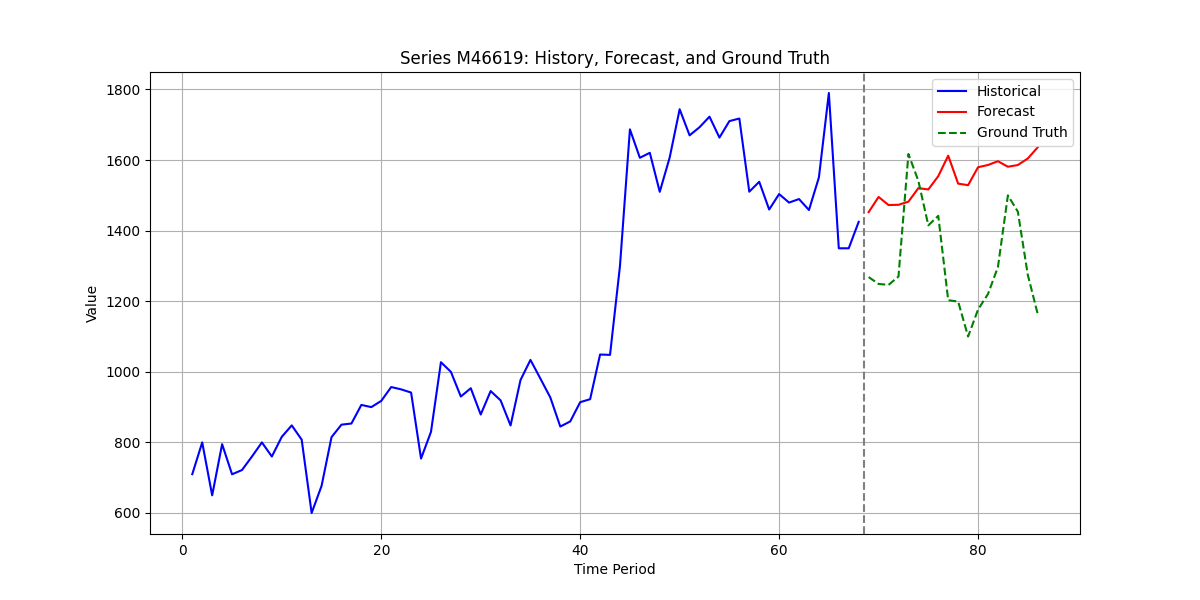 Series M46619: History, Forecast, and Ground Truth
Historical
Forecast
Ground Truth
Value
1800
1600
1400
1200
1000
800
600
0 20 40 60 80
Time Period